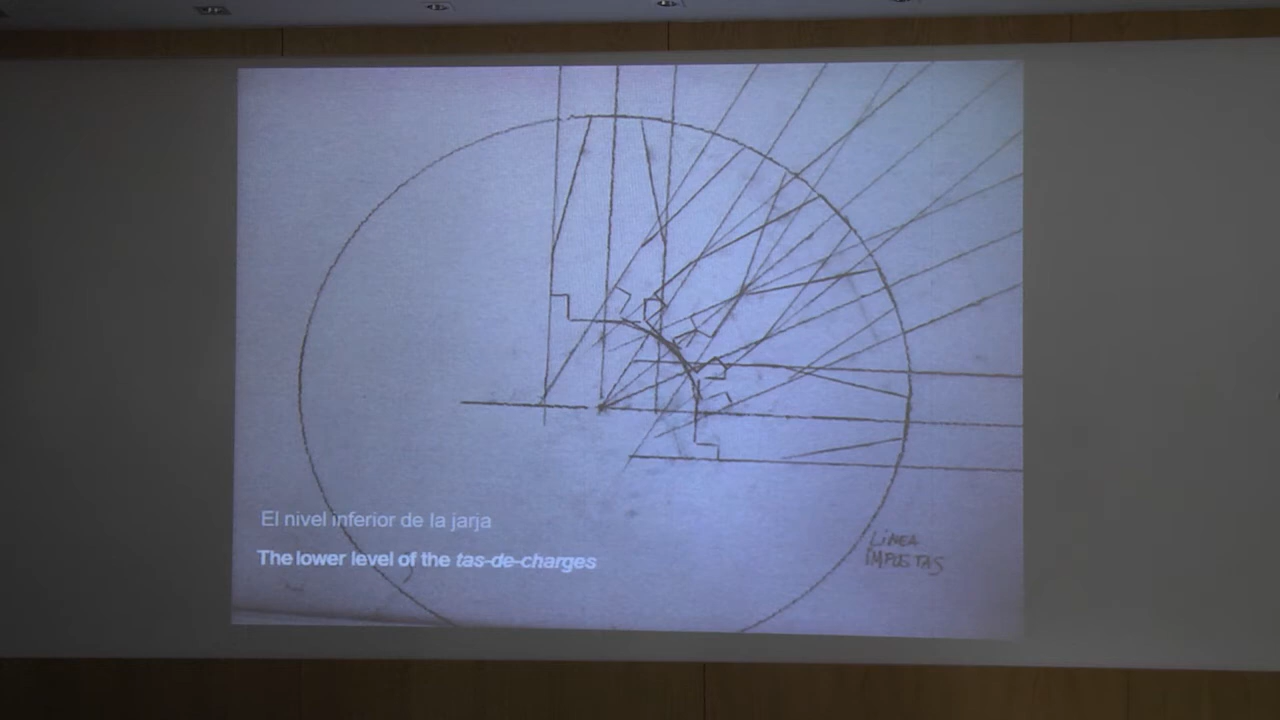 El nivel inferior de la jarja
The lower level of the tas-de-charges
LiNEA
IMPOSTAS